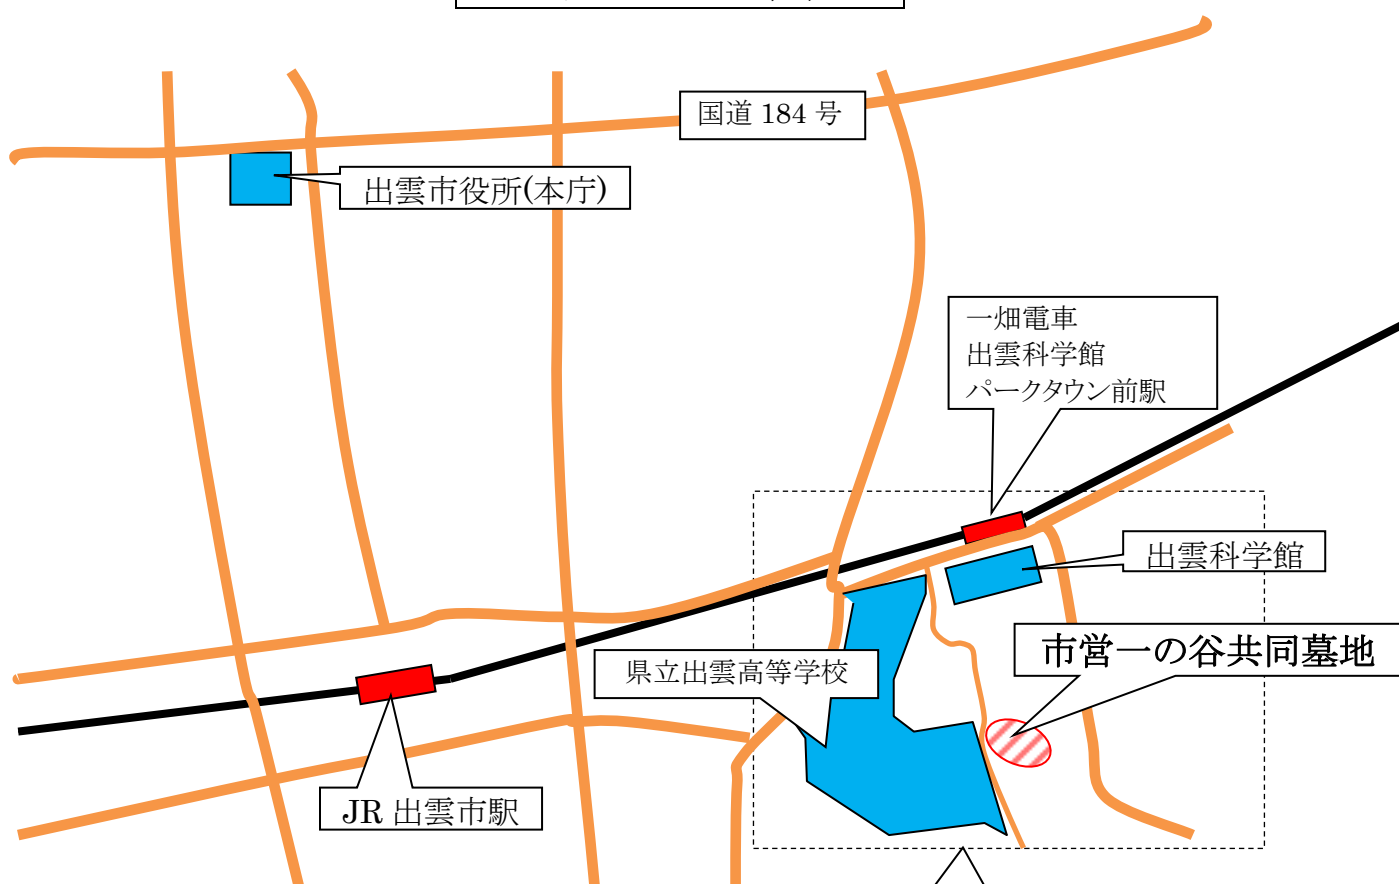 国道 184 号
出雲市役所(本庁)
一畑電車
出雲科学館
パークタウン前駅
出雲科学館
市営一の谷共同墓地
県立出雲高等学校
JR 出雲市駅